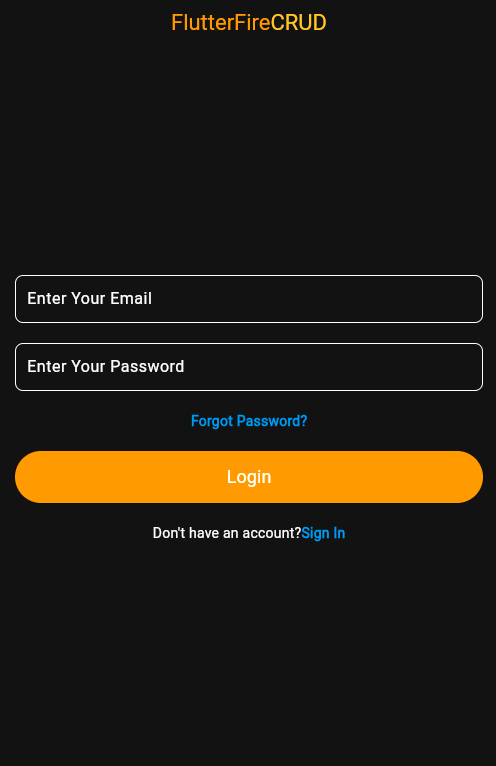 FlutterFireCRUD
Enter Your Email
Enter Your Password
Forgot Password?
Login
Don't have an account?Sign In